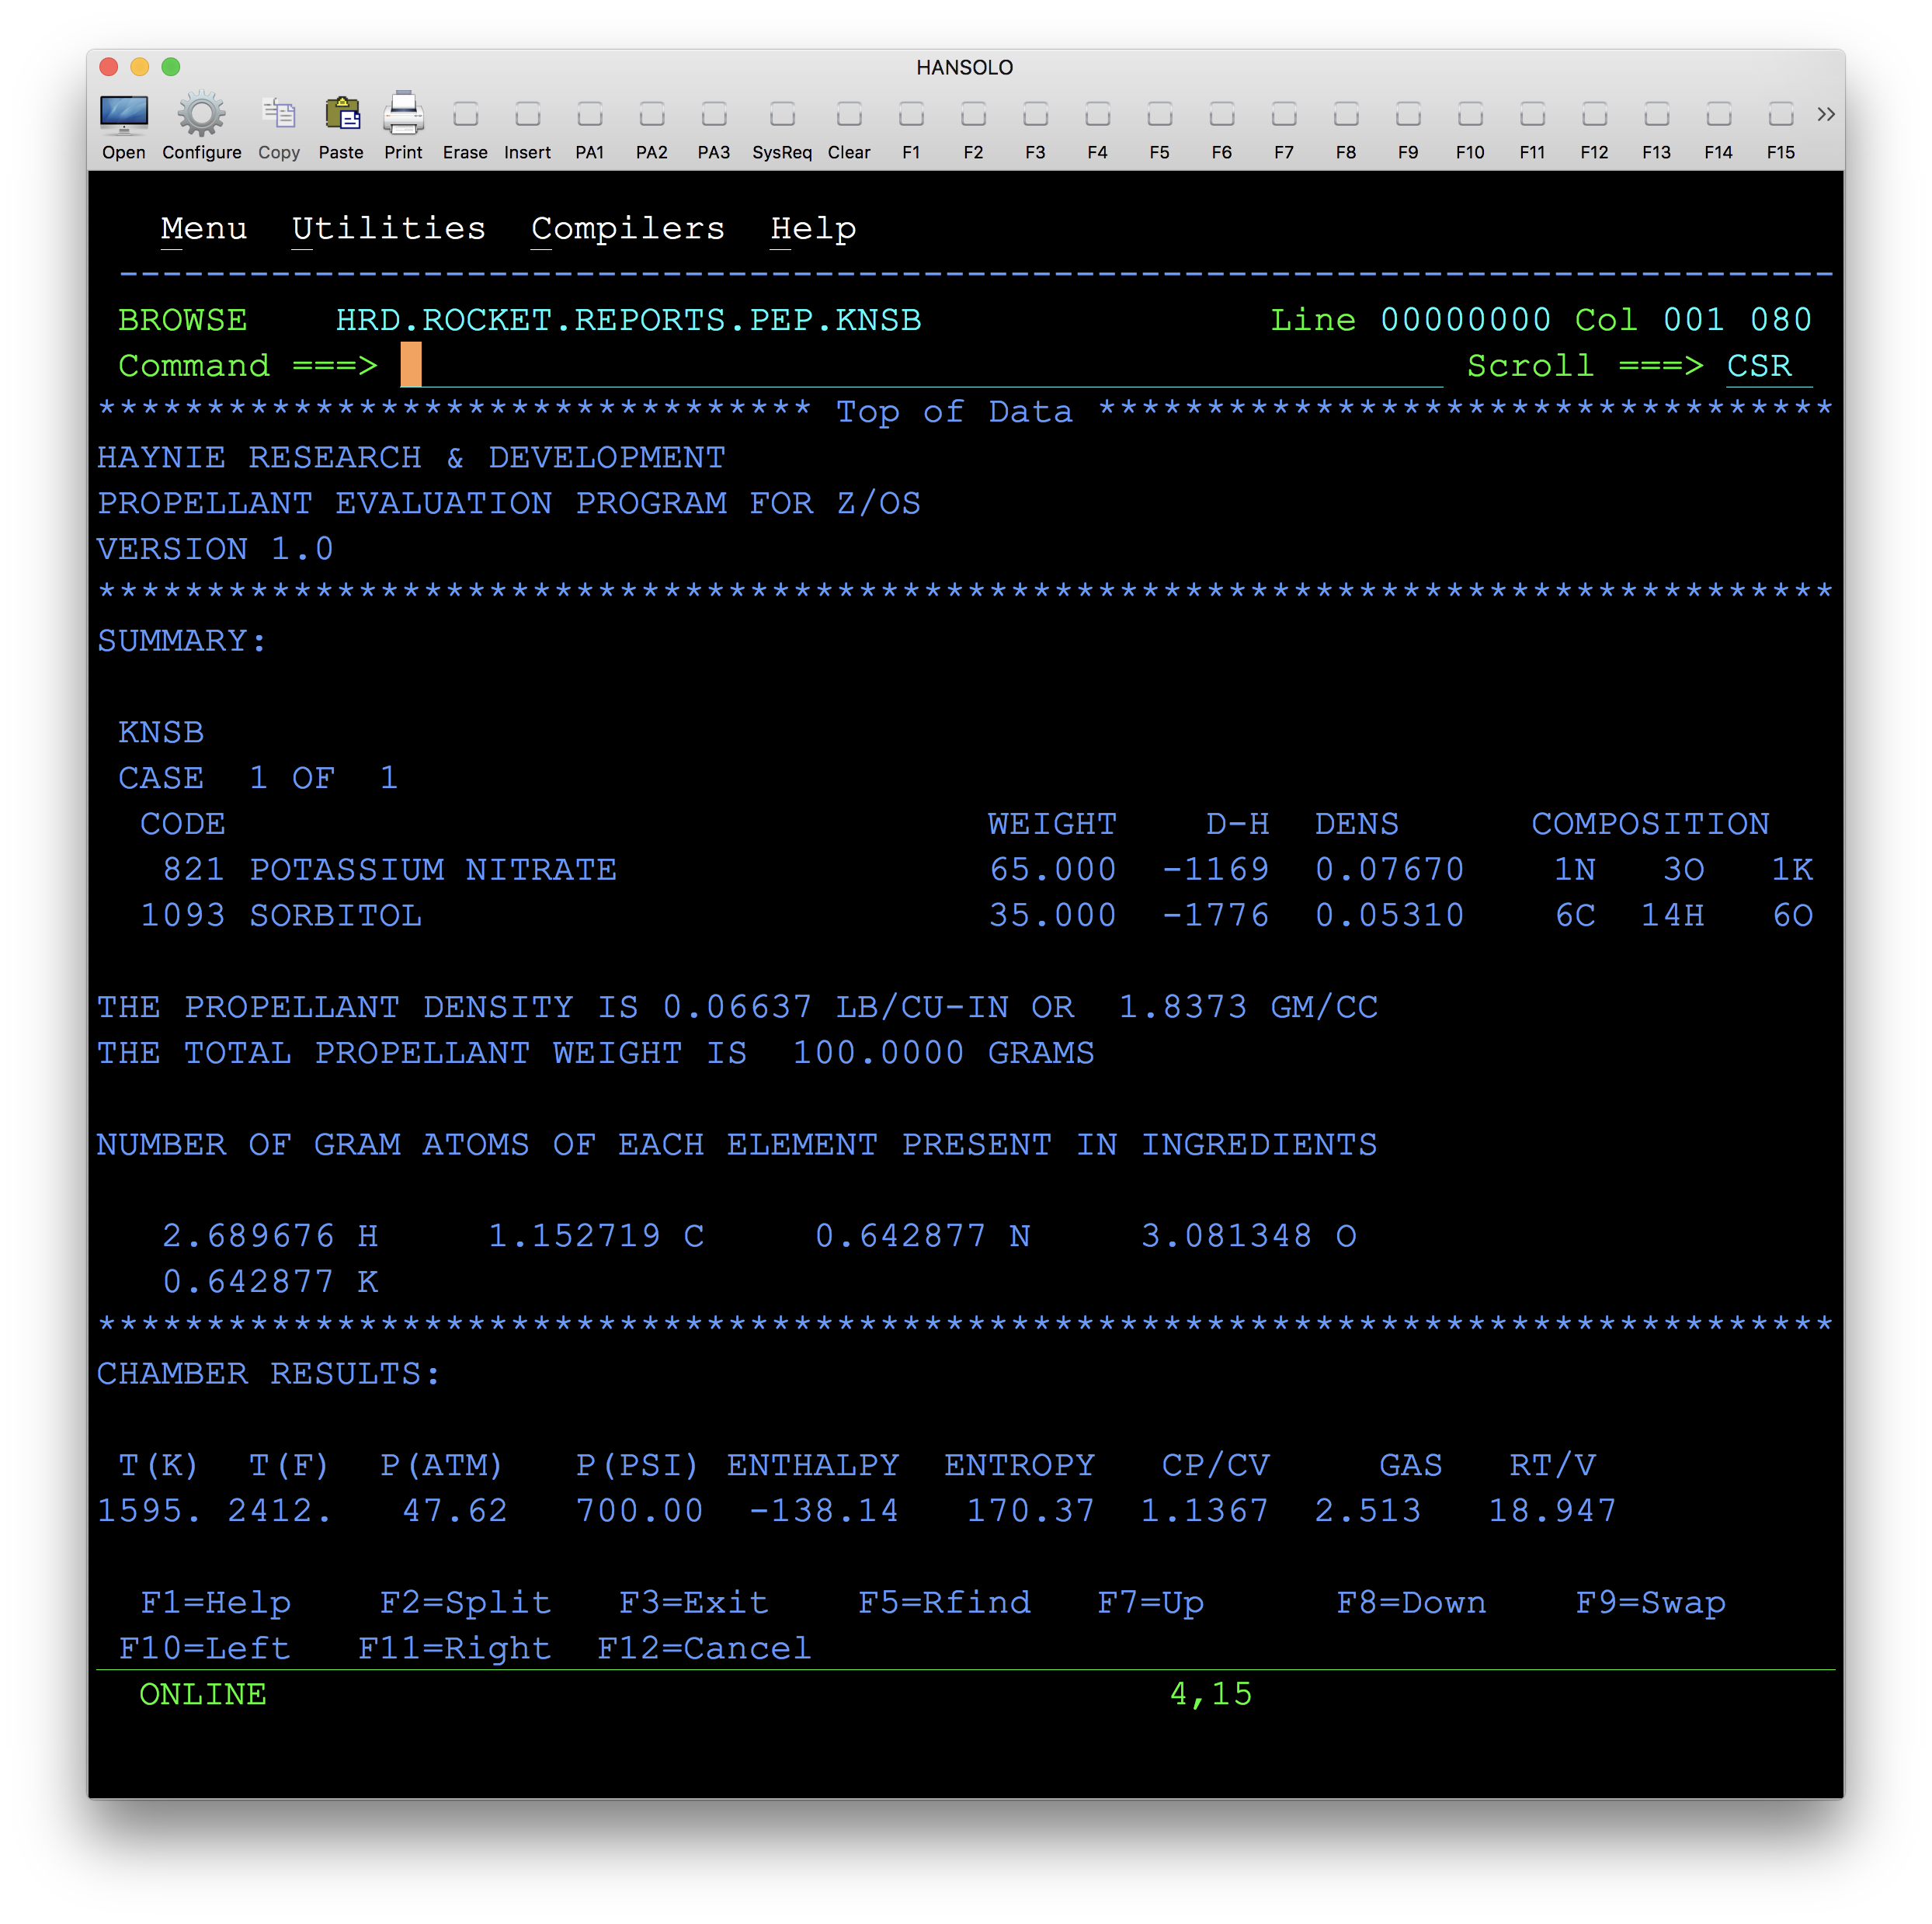 HANSOLO
Open Configure Copy Paste Print Erase Insert PA1 PA2 PA3 SysReq Clear F1 F2 F3 F4 F5 F6 F7 F8 F9 F10 F11 F12 F13 F14 F15 »
Menu  Utilities  Compilers  Help
-------------------------------------------------------------------------------
BROWSE    HRD.ROCKET.REPORTS.PEP.KNSB                Line 00000000 Col 001 080
Command ===>                                                  Scroll ===> CSR
********************************* Top of Data **********************************
HAYNIE RESEARCH & DEVELOPMENT
PROPELLANT EVALUATION PROGRAM FOR Z/OS
VERSION 1.0
********************************************************************************
SUMMARY:
KNSB
CASE  1 OF  1
CODE                                   WEIGHT    D-H  DENS      COMPOSITION
821 POTASSIUM NITRATE                 65.000  -1169  0.07670    1N   3O   1K
1093 SORBITOL                          35.000  -1776  0.05310    6C  14H   6O
THE PROPELLANT DENSITY IS 0.06637 LB/CU-IN OR  1.8373 GM/CC
THE TOTAL PROPELLANT WEIGHT IS  100.0000 GRAMS
NUMBER OF GRAM ATOMS OF EACH ELEMENT PRESENT IN INGREDIENTS
2.689676 H     1.152719 C     0.642877 N     3.081348 O
0.642877 K
********************************************************************************
CHAMBER RESULTS:
T(K)  T(F)  P(ATM)   P(PSI) ENTHALPY  ENTROPY   CP/CV     GAS   RT/V
1595. 2412.   47.62   700.00  -138.14   170.37  1.1367  2.513   18.947
F1=Help    F2=Split   F3=Exit    F5=Rfind   F7=Up      F8=Down    F9=Swap
F10=Left   F11=Right  F12=Cancel
ONLINE                                          4,15